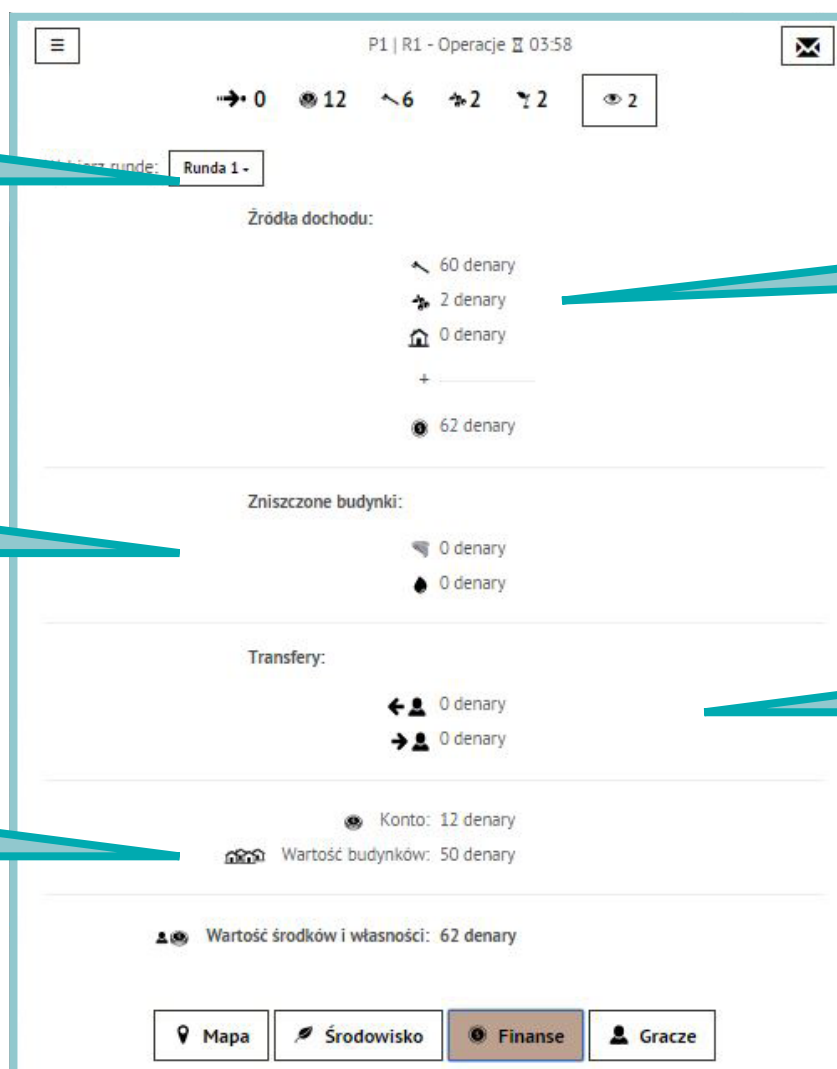 P1 | R1 - Operacje 03:58
0 12 6 2 2 2
rundę: Runda 1
Źródła dochodu:
60 denary
2 denary
0 denary
+
62 denary
Zniszczone budynki:
0 denary
0 denary
Transfery:
0 denary
0 denary
Konto: 12 denary
Wartość budynków: 50 denary
Wartość środków i własności: 62 denary
Mapa Środowisko Finanse Gracze